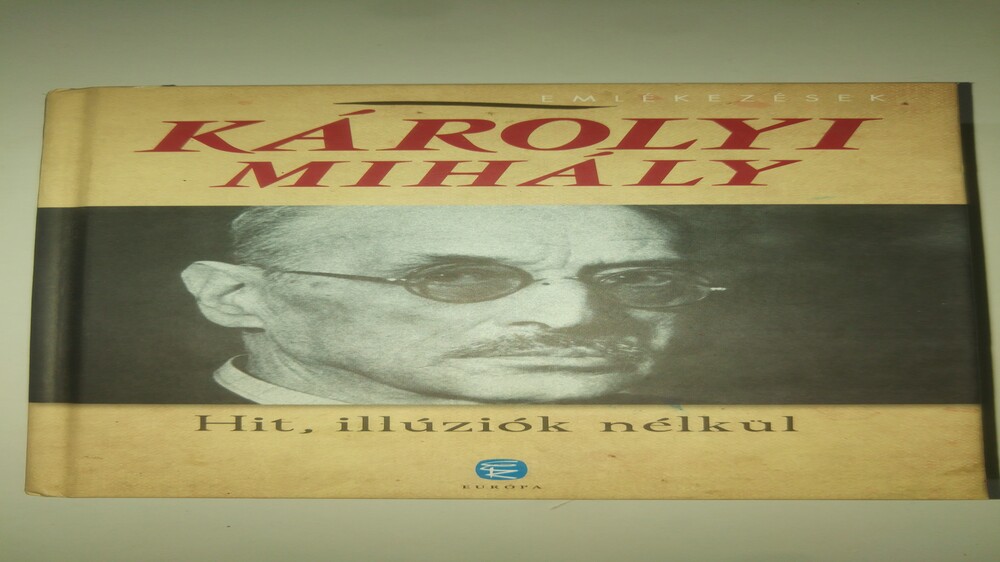 EMLÉKEZÉSEK
KÁROLYI
MIHÁLY
Hit, illúziók nélkül
EURÓPA